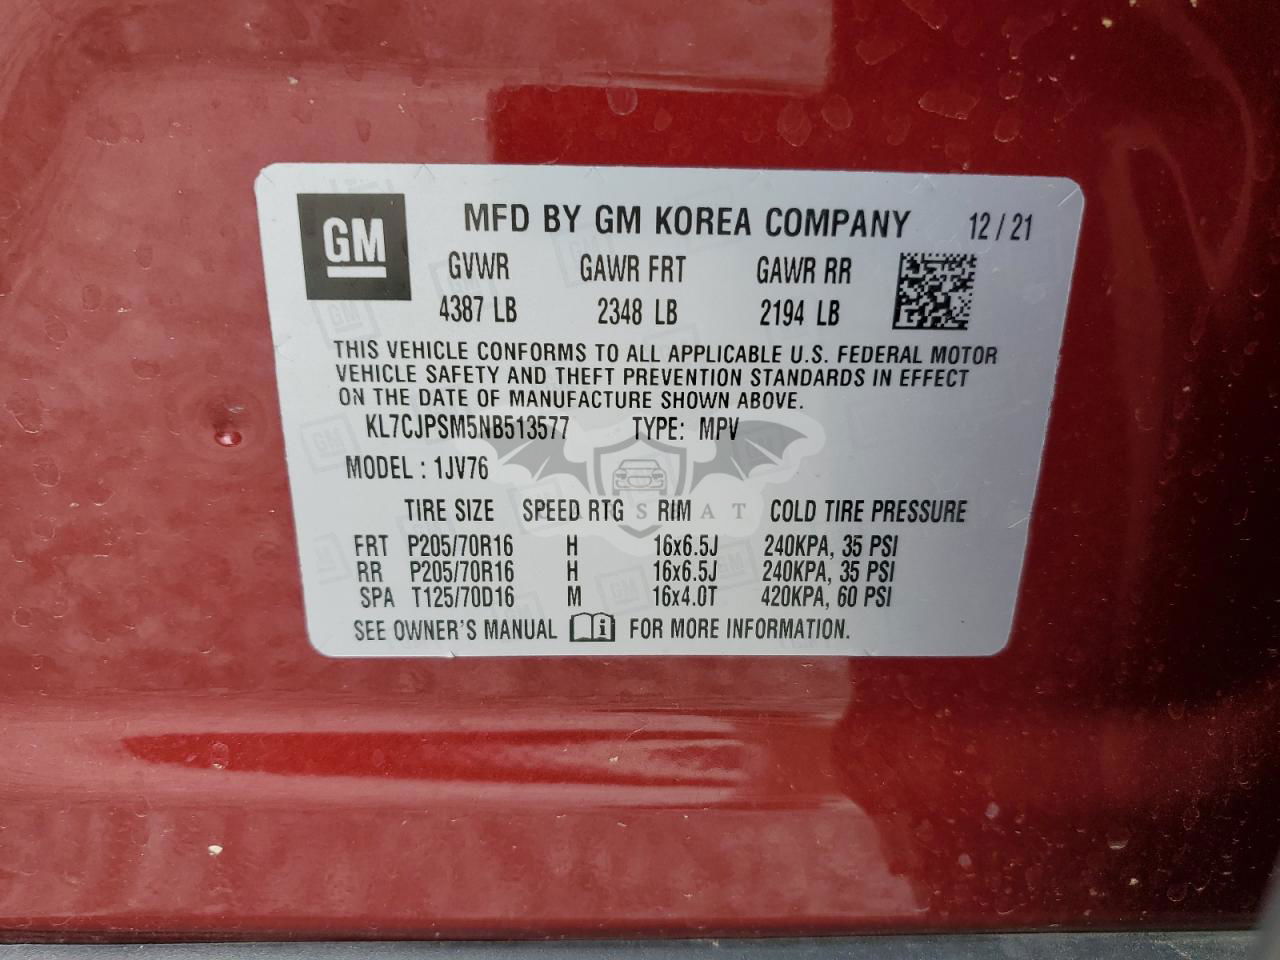 GM
MFD BY GM KOREA COMPANY 12 / 21
GVWR GAWR FRT GAWR RR
4387 LB 2348 LB 2194 LB
THIS VEHICLE CONFORMS TO ALL APPLICABLE U.S. FEDERAL MOTOR
VEHICLE SAFETY AND THEFT PREVENTION STANDARDS IN EFFECT
ON THE DATE OF MANUFACTURE SHOWN ABOVE.
KL7CJPSM5NB513577 TYPE: MPV
MODEL : 1JV76
TIRE SIZE SPEED RTG RIM COLD TIRE PRESSURE
FRT P205/70R16 H 16x6.5J 240KPA, 35 PSI
RR P205/70R16 H 16x6.5J 240KPA, 35 PSI
SPA T125/70D16 M 16x4.0T 420KPA, 60 PSI
SEE OWNER'S MANUAL i FOR MORE INFORMATION.